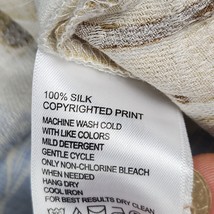 100% SILK
COPYRIGHTED PRINT
MACHINE WASH COLD
WITH LIKE COLORS
MILD DETERGENT
GENTLE CYCLE
ONLY NON-CHLORINE BLEACH
WHEN NEEDED
HANG DRY
COOL IRON
FOR BEST RESULTS DRY CLEAN